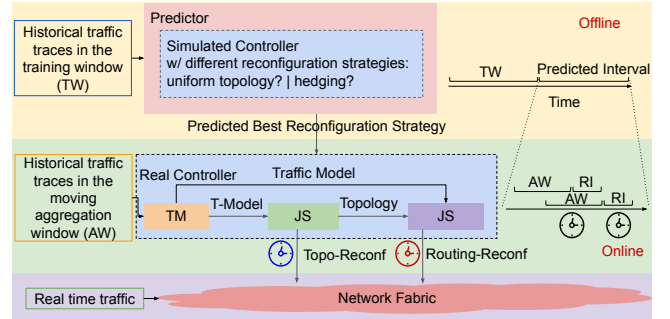 Predictor
Offline
Historical traffic
traces in the
training window
(TW)
Simulated Controller
w/ different reconfiguration strategies:
uniform topology? | hedging?
TW
Predicted Interval
Time
Predicted Best Reconfiguration Strategy
Historical traffic
traces in the
moving
aggregation
window (AW)
Real Controller
Traffic Model
TM
T-Model
JS
Topology
JS
AW
RI
AW
RI
Topo-Reconf
Routing-Reconf
Online
Real time traffic
Network Fabric